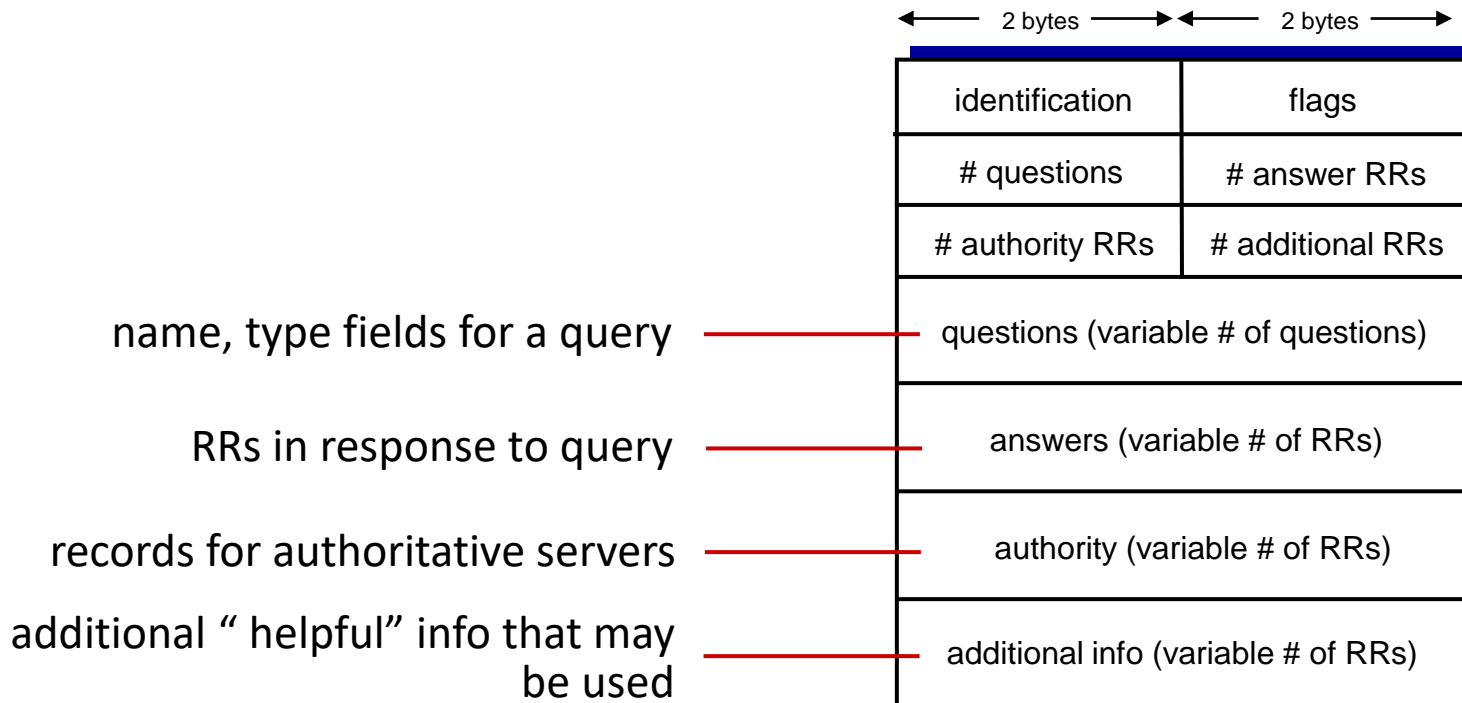 2 bytes 2 bytes
identification flags
# questions # answer RRs
# authority RRs # additional RRs
name, type fields for a query questions (variable # of questions)
RRs in response to query answers (variable # of RRs)
records for authoritative servers authority (variable # of RRs)
additional “ helpful” info that may
be used
additional info (variable # of RRs)